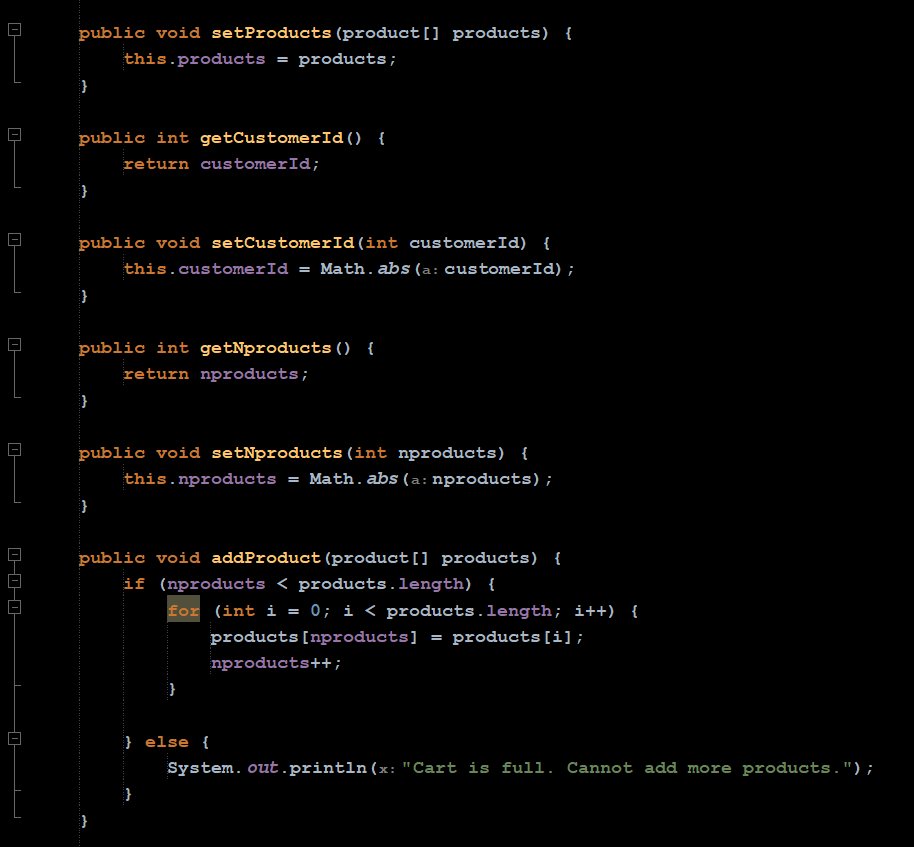 public void setProducts(product[] products) {
this.products = products;
}
public int getCustomerId() {
return customerId;
}
public void setCustomerId(int customerId) {
this.customerId = Math.abs( a: customerId);
}
public int getNproducts() {
return nproducts;
}
public void setNproducts(int nproducts) {
this.nproducts = Math.abs( a: nproducts);
}
public void addProduct(product[] products) {
if (nproducts < products.length) {
for (int i = 0; i < products.length; i++) {
products[nproducts] = products[i];
nproducts++;
}
} else {
System.out.println( x: "Cart is full. Cannot add more products.");
}
}